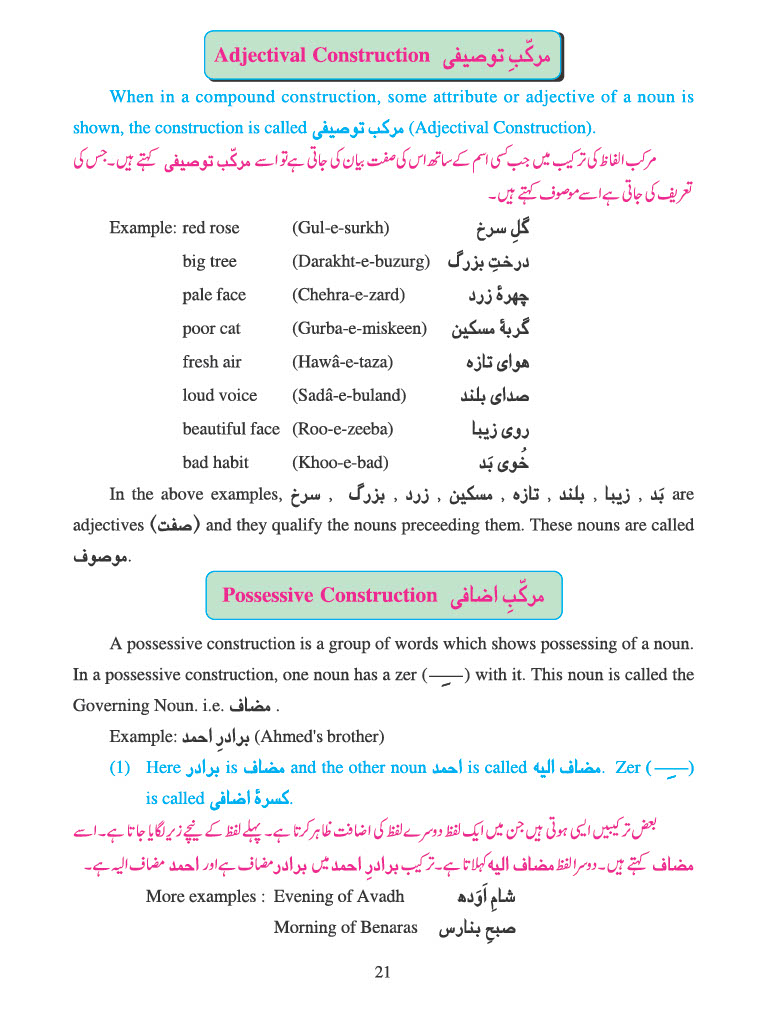 Adjectival Construction مرکّبِ توصیفی
When in a compound construction, some attribute or adjective of a noun is
shown, the construction is called مرکب توصیفی (Adjectival Construction).
مرکب الفاظ کی ترکیب میں جب کسی اسم کے ساتھ اس کی صفت بیان کی جاتی ہے تو اسے مرکّب توصیفی کہتے ہیں۔ جس کی
تعریف کی جاتی ہے اسے موصوف کہتے ہیں۔
Example: red rose (Gul-e-surkh) گلِ سرخ
big tree (Darakht-e-buzurg) درختِ بزرگ
pale face (Chehra-e-zard) چہرۂ زرد
poor cat (Gurba-e-miskeen) گربۂ مسکین
fresh air (Hawâ-e-taza) ھوای تازہ
loud voice (Sadâ-e-buland) صدای بلند
beautiful face (Roo-e-zeeba) روی زیبا
bad habit (Khoo-e-bad) خُوی بَد
In the above examples, سرخ , بزرگ , زرد , مسکین , تازہ , بلند , زیبا , بَد are
adjectives (صفت) and they qualify the nouns preceeding them. These nouns are called
موصوف.
Possessive Construction مرکّبِ اضافی
A possessive construction is a group of words which shows possessing of a noun.
In a possessive construction, one noun has a zer (—ِ—) with it. This noun is called the
Governing Noun. i.e. مضاف .
Example: برادرِ احمد (Ahmed's brother)
(1) Here برادر is مضاف and the other noun احمد is called مضاف الیہ. Zer (—ِ—)
is called کسرۂ اضافی.
بعض ترکیبیں ایسی ہوتی ہیں جن میں ایک لفظ دوسرے لفظ کی اضافت ظاہر کرتا ہے۔ پہلے لفظ کے نیچے زیر لگایا جاتا ہے۔ اسے
مضاف کہتے ہیں۔ دوسرا لفظ مضاف الیہ کہلاتا ہے۔ ترکیب برادرِ احمد میں برادر مضاف ہے اور احمد مضاف الیہ ہے۔
More examples : Evening of Avadh شامِ اَوَدھ
Morning of Benaras صبحِ بنارس
21